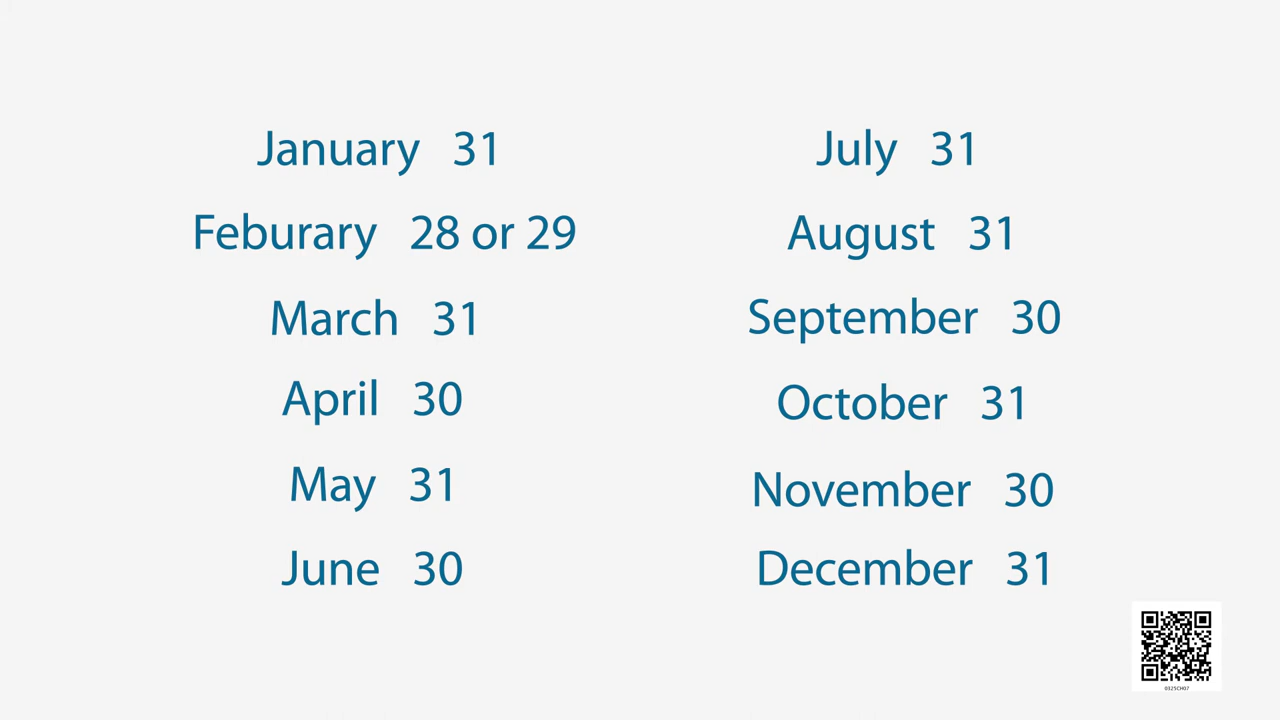 January 31
Feburary 28 or 29
March 31
April 30
May 31
June 30
July 31
August 31
September 30
October 31
November 30
December 31
0325CH07